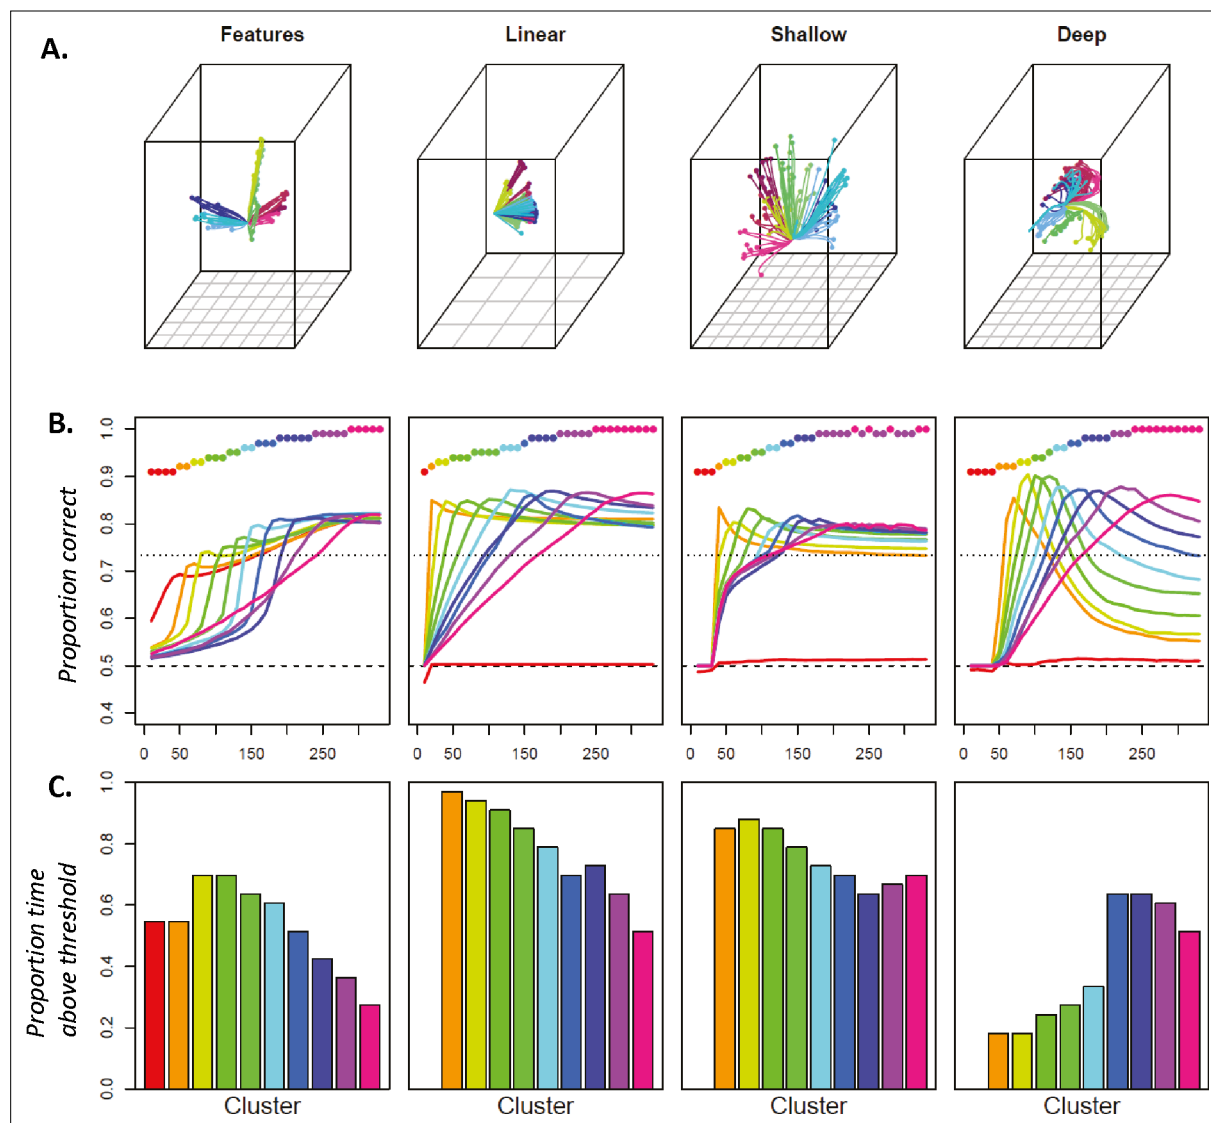 A.
Features Linear Shallow Deep
B.
Proportion correct
1.0
0.9
0.8
0.7
0.6
0.5
0.4
0 50 150 250 0 50 150 250 0 50 150 250 0 50 150 250
C.
Proportion time
above threshold
1.0
0.8
0.6
0.4
0.2
0.0
Cluster Cluster Cluster Cluster